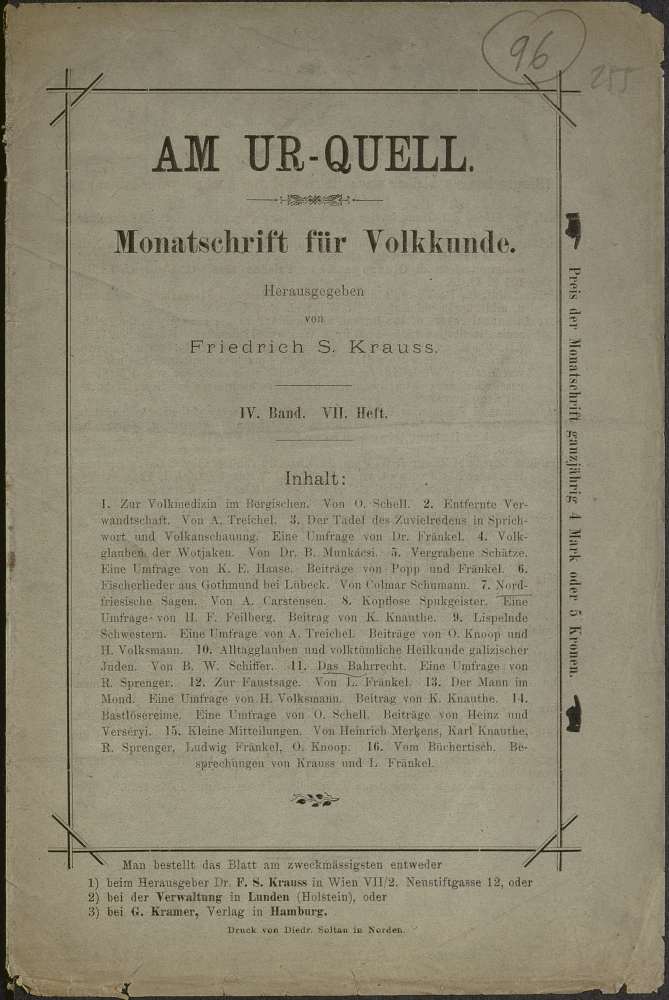 96
255
AM UR-QUELL.
Monatschrift für Volkkunde.
Herausgegeben
von
Friedrich S. Krauss.
IV. Band. VII. Heft.
Inhalt:
1. Zur Volkmedizin im Bergischen. Von O. Schell. 2. Entfernte Ver-
wandtschaft. Von A. Treichel. 3. Der Tadel des Zuvielredens in Sprich-
wort und Volkanschauung. Eine Umfrage von Dr. Fränkel. 4. Volk-
glauben der Wotjaken. Von Dr. B. Munkácsi. 5. Vergrabene Schätze.
Eine Umfrage von K. E. Haase. Beiträge von Popp und Fränkel. 6.
Fischerlieder aus Gothmund bei Lübeck. Von Colmar Schumann. 7. Nord-
friesische Sagen. Von A. Carstensen. 8. Kopflose Spukgeister. Eine
Umfrage von H. F. Feilberg. Beitrag von K. Knauthe. 9. Lispelnde
Schwestern. Eine Umfrage von A. Treichel. Beiträge von O. Knoop und
H. Volksmann. 10. Alltagglauben und volktümliche Heilkunde galizischer
Juden. Von B. W. Schiffer. 11. Das Bahrrecht. Eine Umfrage von
R. Sprenger. 12. Zur Faustsage. Von L. Fränkel. 13. Der Mann im
Mond. Eine Umfrage von H. Volksmann. Beitrag von K. Knauthe. 14.
Bastlösereime. Eine Umfrage von O. Schell. Beiträge von Heinz und
Verséryi. 15. Kleine Mitteilungen. Von Heinrich Merkens, Karl Knauthe,
R. Sprenger, Ludwig Fränkel, O. Knoop. 16. Vom Büchertisch. Be-
sprechungen von Krauss und L. Fränkel.
Preis der Monatschrift ganzjährig 4 Mark oder 5 Kronen.
Man bestellt das Blatt am zweckmässigsten entweder
1) beim Herausgeber Dr. F. S. Krauss in Wien VII/2. Neustiftgasse 12, oder
2) bei der Verwaltung in Lunden (Holstein), oder
3) bei G. Kramer, Verlag in Hamburg.
Druck von Diedr. Soltau in Norden.